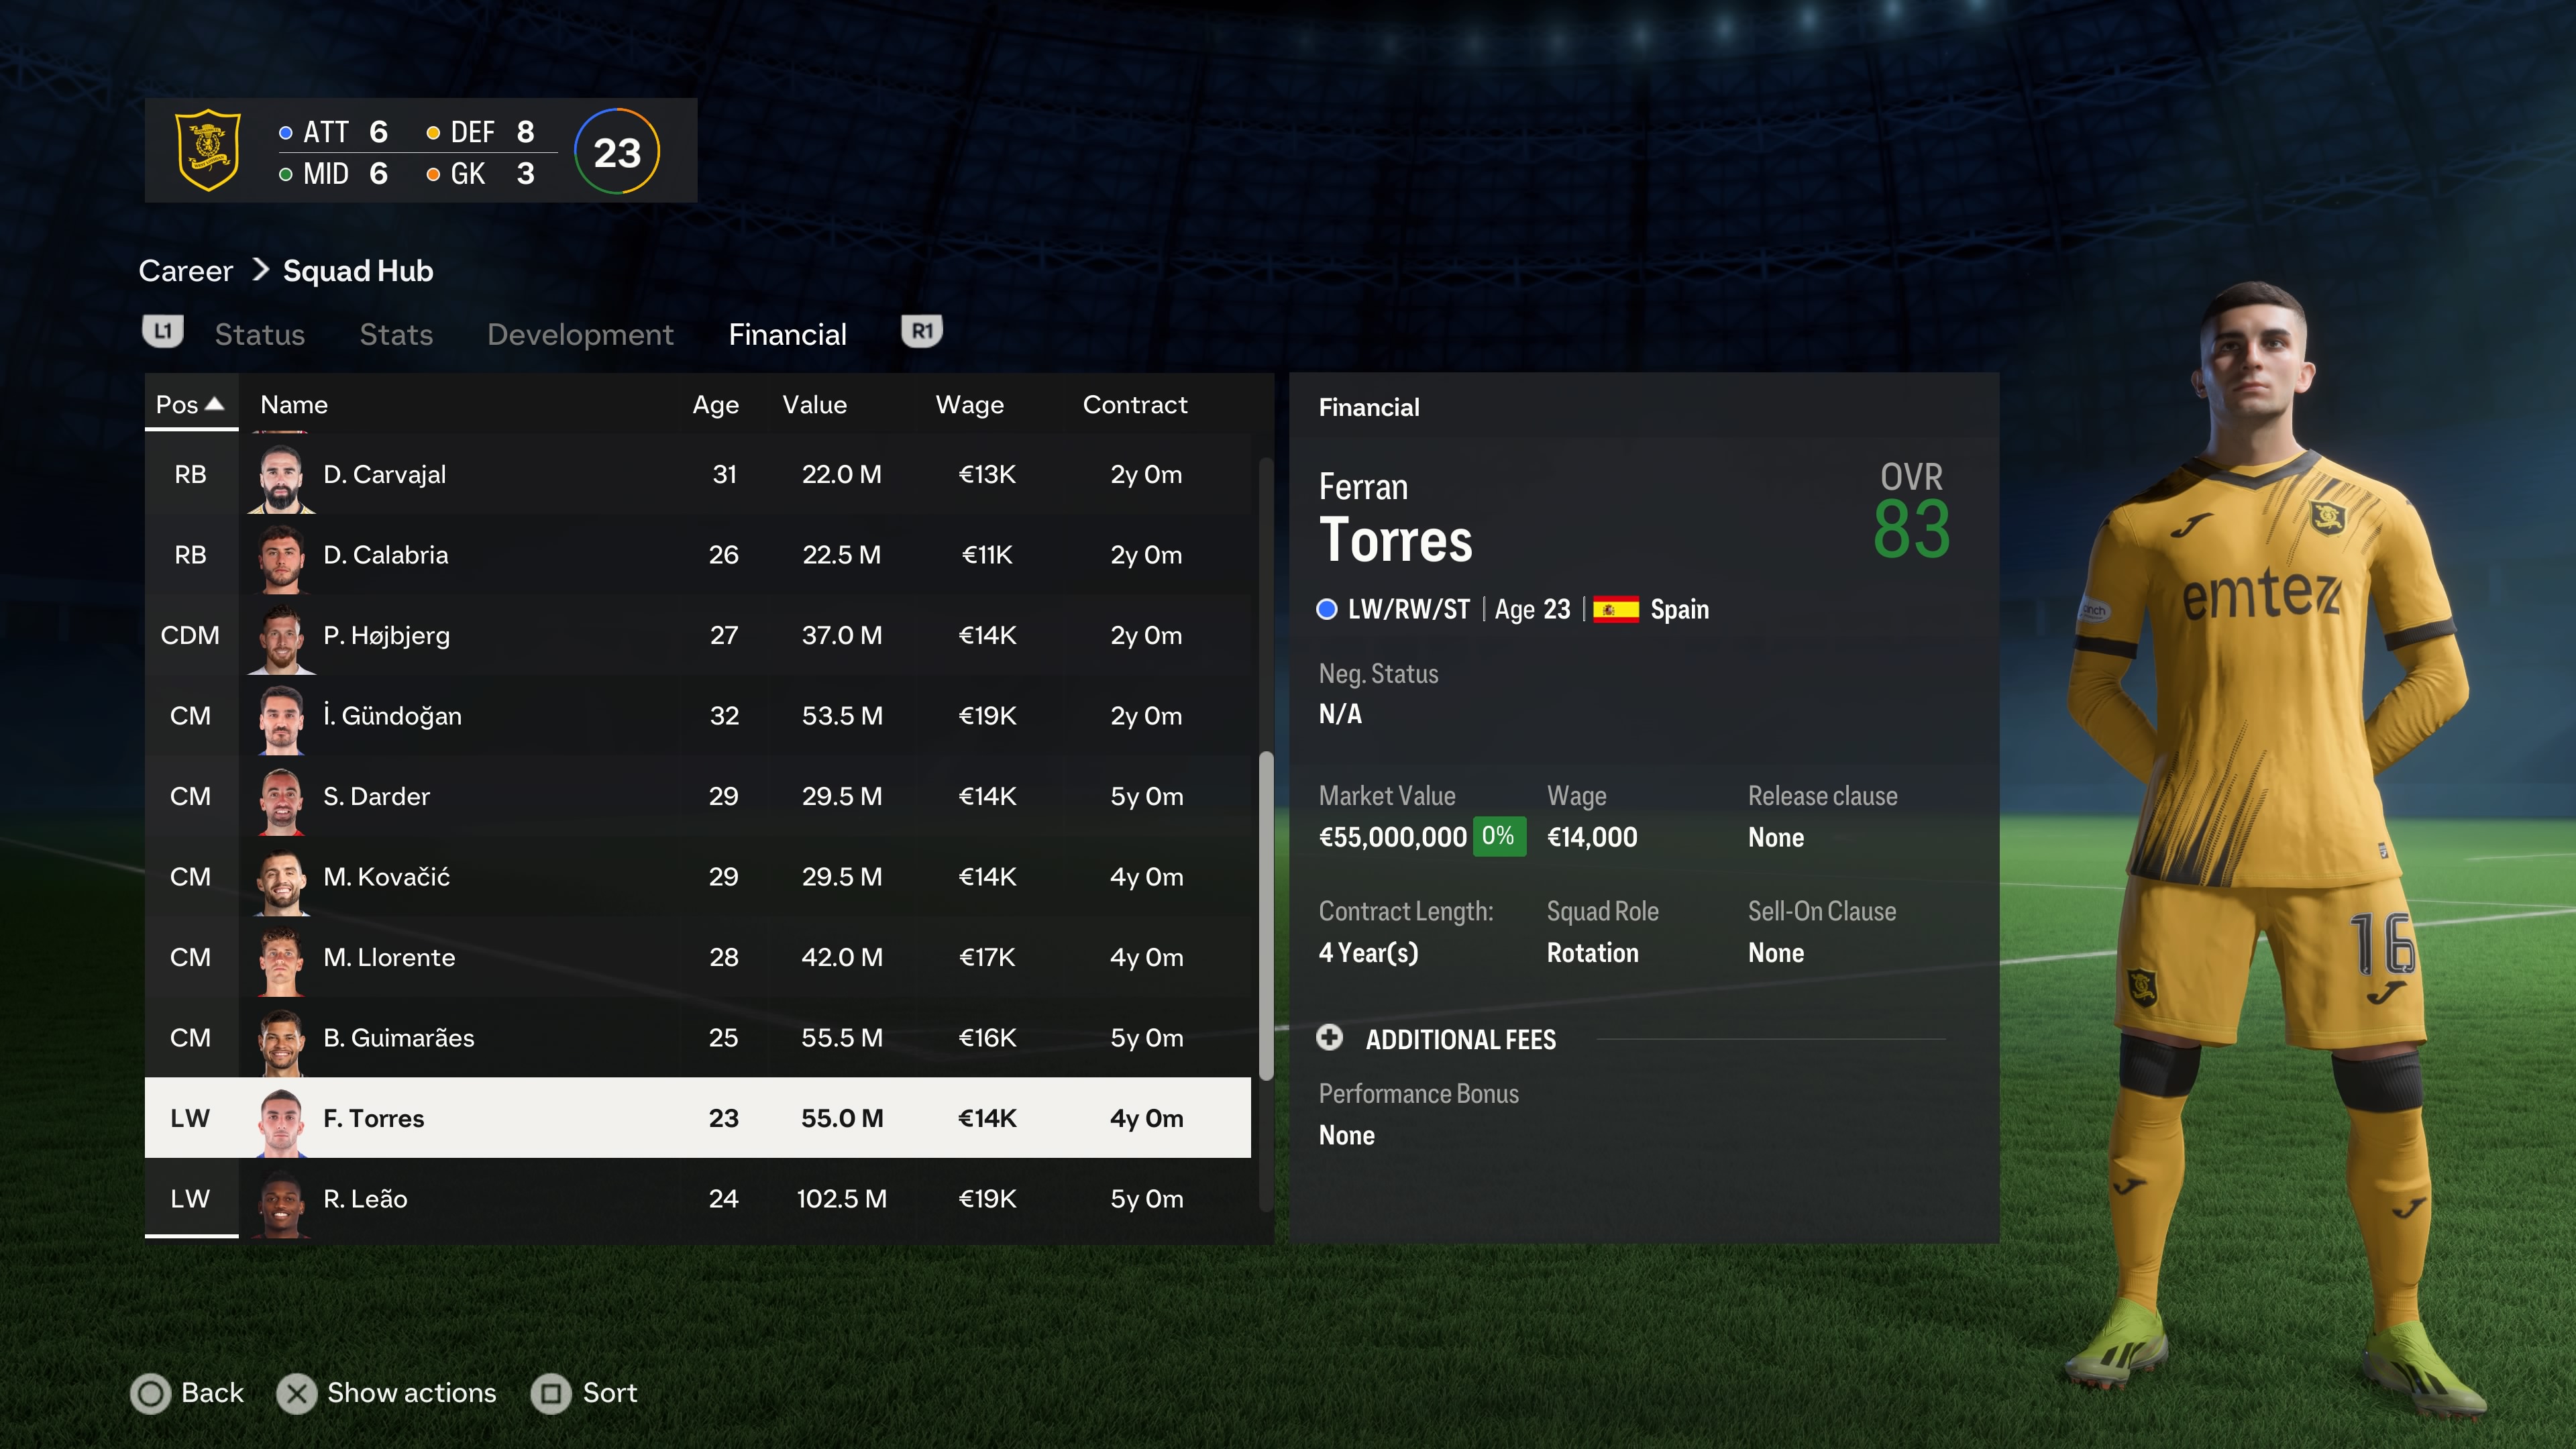 ATT 6 DEF 8
MID 6 GK 3
23
Career > Squad Hub
L1 Status Stats Development Financial R1
Pos Name Age Value Wage Contract
RB D. Carvajal 31 22.0 M €13K 2y 0m
RB D. Calabria 26 22.5 M €11K 2y 0m
CDM P. Højbjerg 27 37.0 M €14K 2y 0m
CM İ. Gündoğan 32 53.5 M €19K 2y 0m
CM S. Darder 29 29.5 M €14K 5y 0m
CM M. Kovačić 29 29.5 M €14K 4y 0m
CM M. Llorente 28 42.0 M €17K 4y 0m
CM B. Guimarães 25 55.5 M €16K 5y 0m
LW F. Torres 23 55.0 M €14K 4y 0m
LW R. Leão 24 102.5 M €19K 5y 0m
Financial
Ferran
Torres
OVR
83
LW/RW/ST | Age 23 | Spain
Neg. Status
N/A
Market Value Wage Release clause
€55,000,000 0% €14,000 None
Contract Length: Squad Role Sell-On Clause
4 Year(s) Rotation None
ADDITIONAL FEES
Performance Bonus
None
emtez
16
Back Show actions Sort